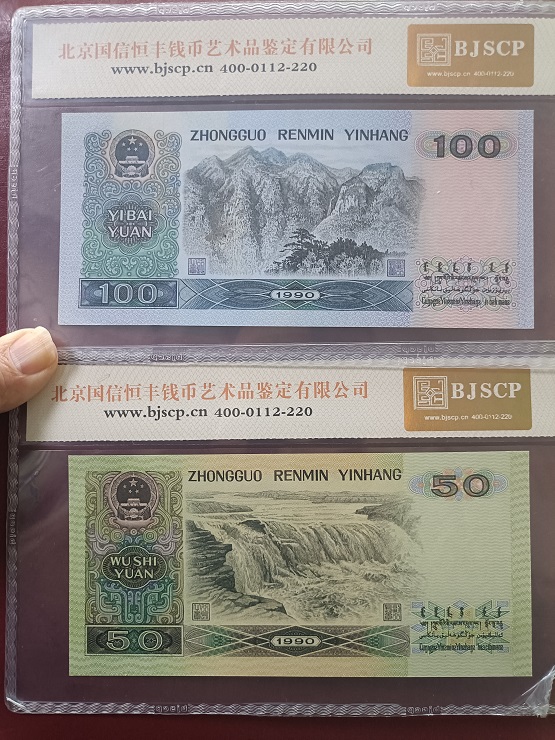 北京国信恒丰钱币艺术品鉴定有限公司
www.bjscp.cn 400-0112-220
BJSCP
www.bjscp.cn 400-0112-220
ZHONGGUO RENMIN YINHANG
100
YIBAI
YUAN
100
1990
北京国信恒丰钱币艺术品鉴定有限公司
www.bjscp.cn 400-0112-220
BJSCP
www.bjscp.cn 400-0112-220
ZHONGGUO RENMIN YINHANG
50
WUSHI
YUAN
50
1990